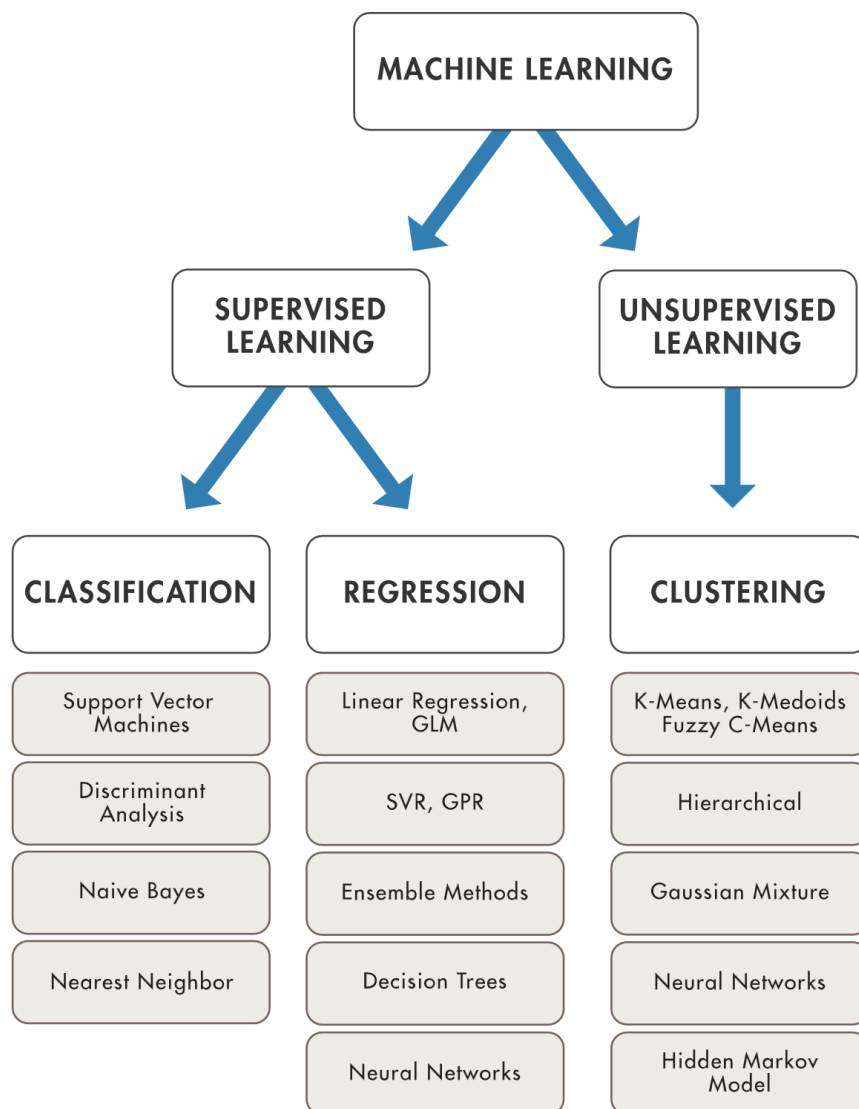 MACHINE LEARNING
SUPERVISED
LEARNING
UNSUPERVISED
LEARNING
CLASSIFICATION
Support Vector
Machines
Discriminant
Analysis
Naive Bayes
Nearest Neighbor
REGRESSION
Linear Regression,
GLM
SVR, GPR
Ensemble Methods
Decision Trees
Neural Networks
CLUSTERING
K-Means, K-Medoids
Fuzzy C-Means
Hierarchical
Gaussian Mixture
Neural Networks
Hidden Markov
Model